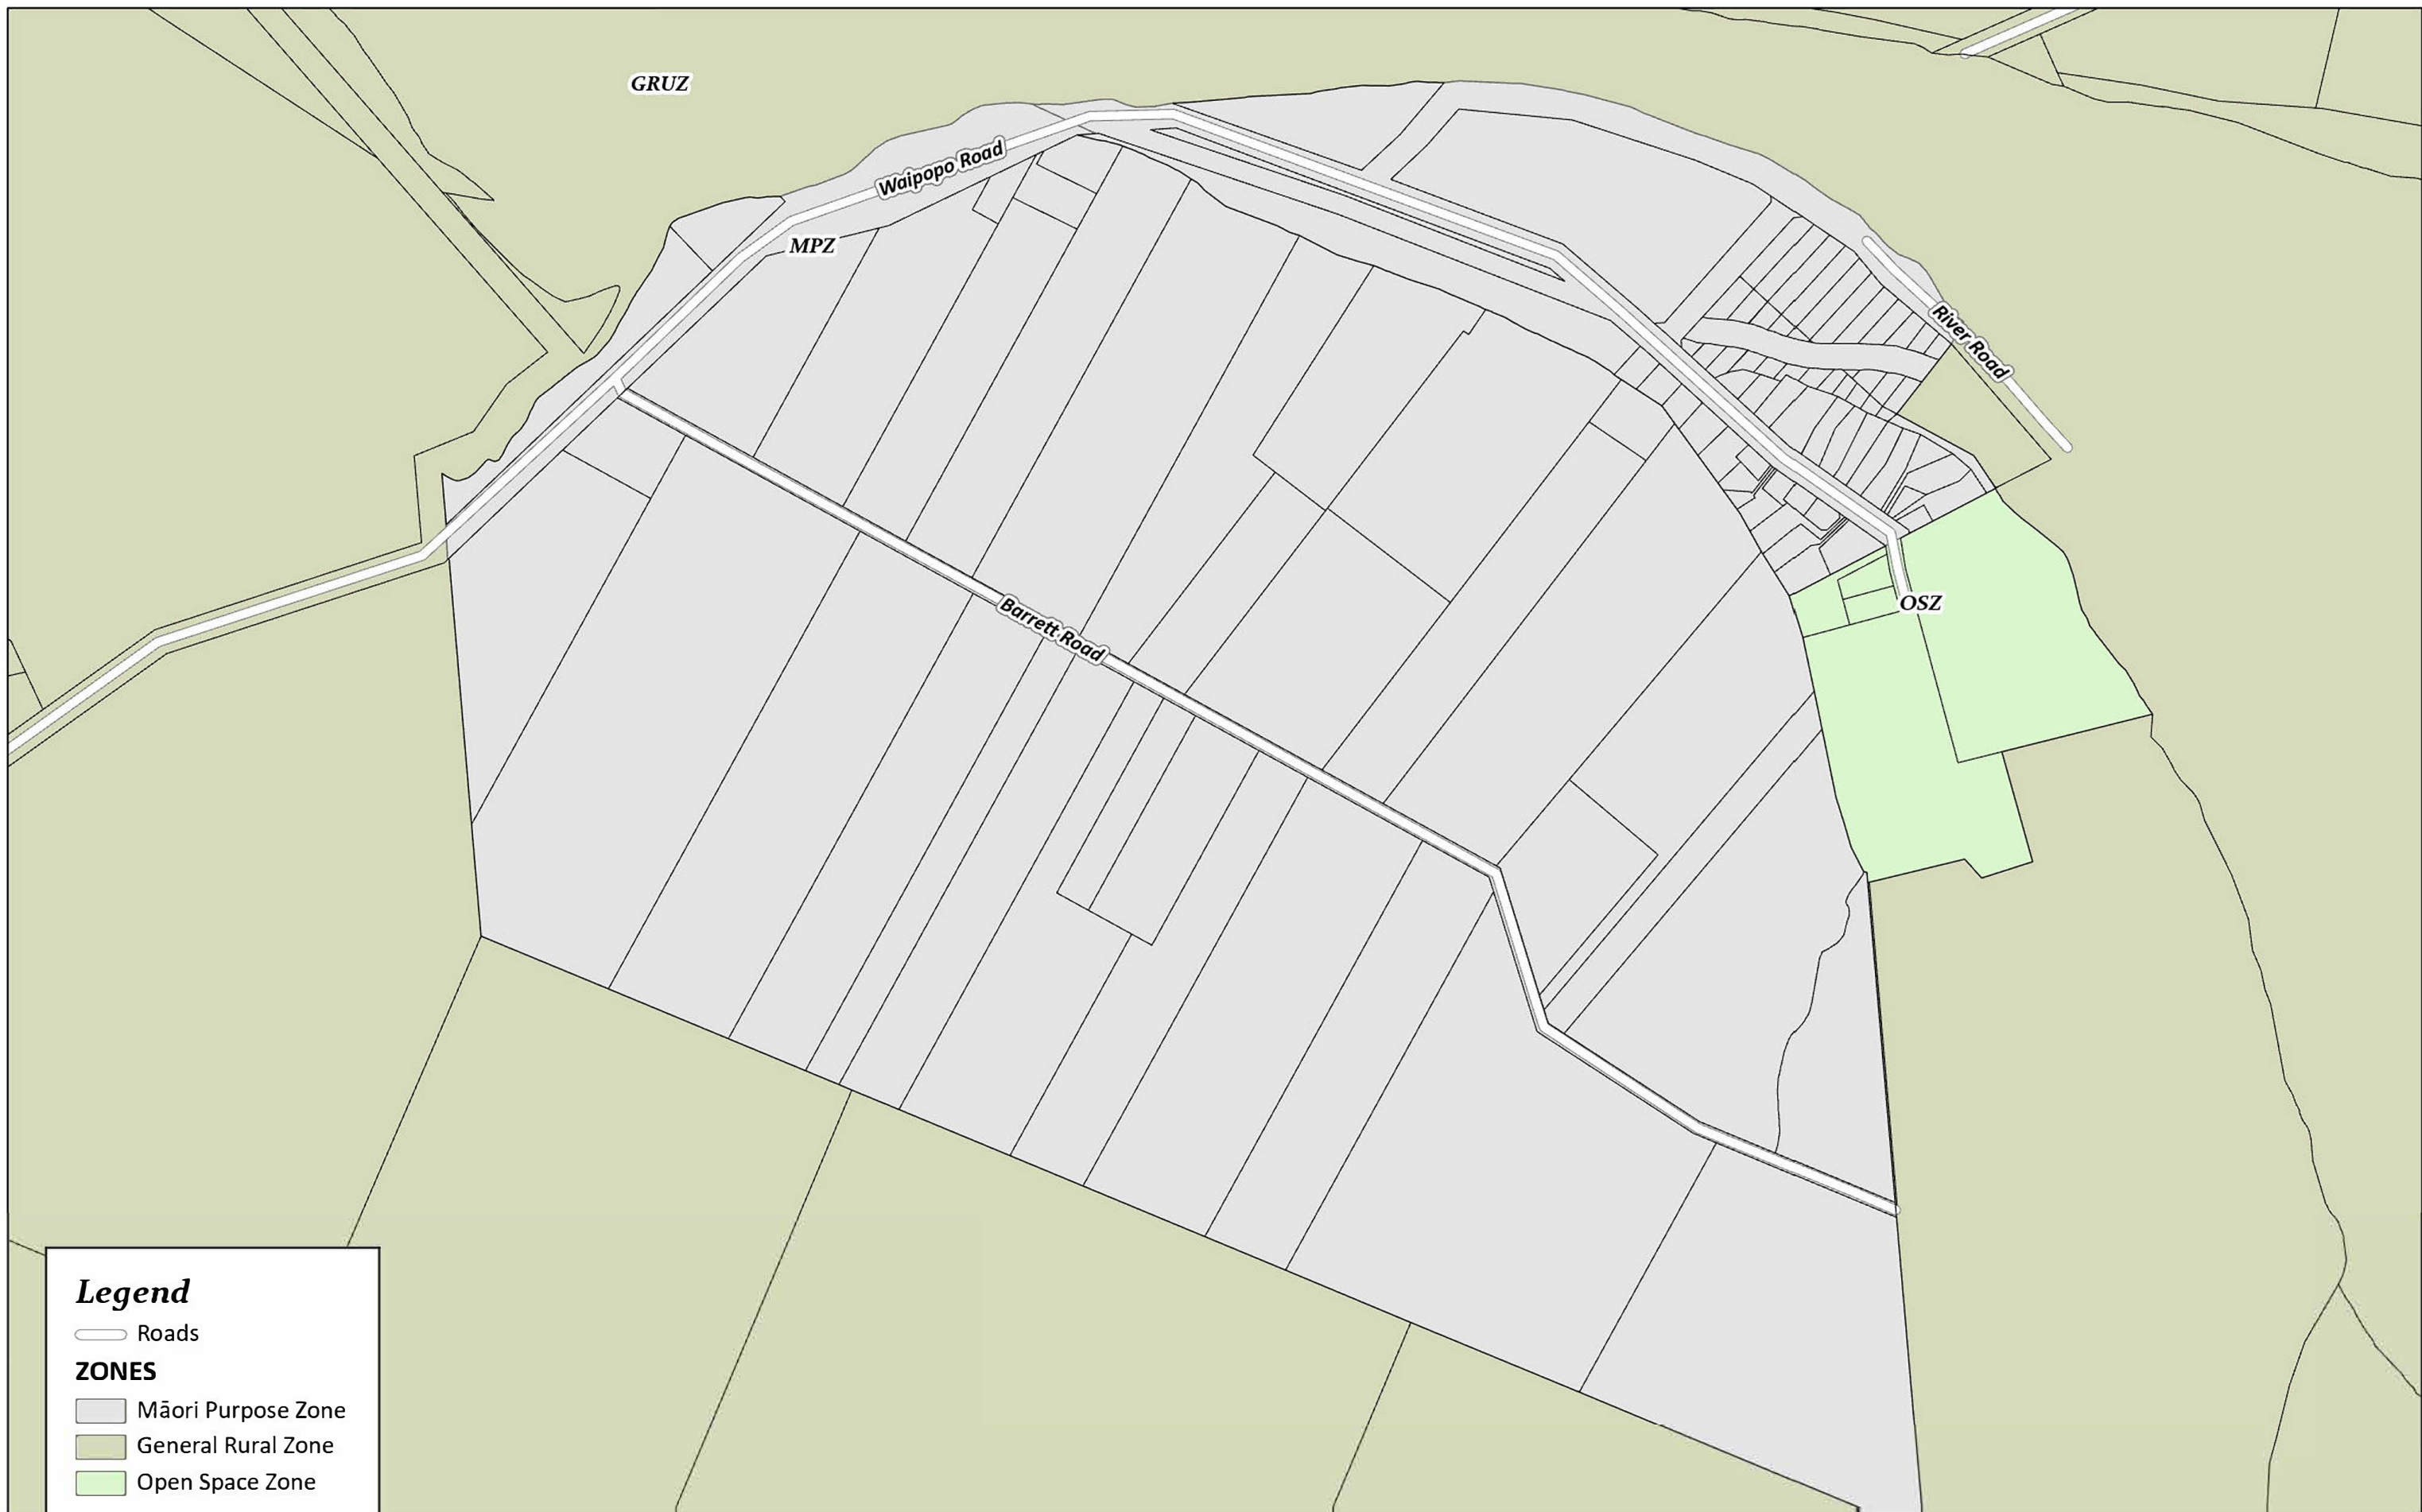 GRUZ
Waipopo Road
MPZ
River Road
Barrett Road
OSZ
Legend
Roads
ZONES
Māori Purpose Zone
General Rural Zone
Open Space Zone